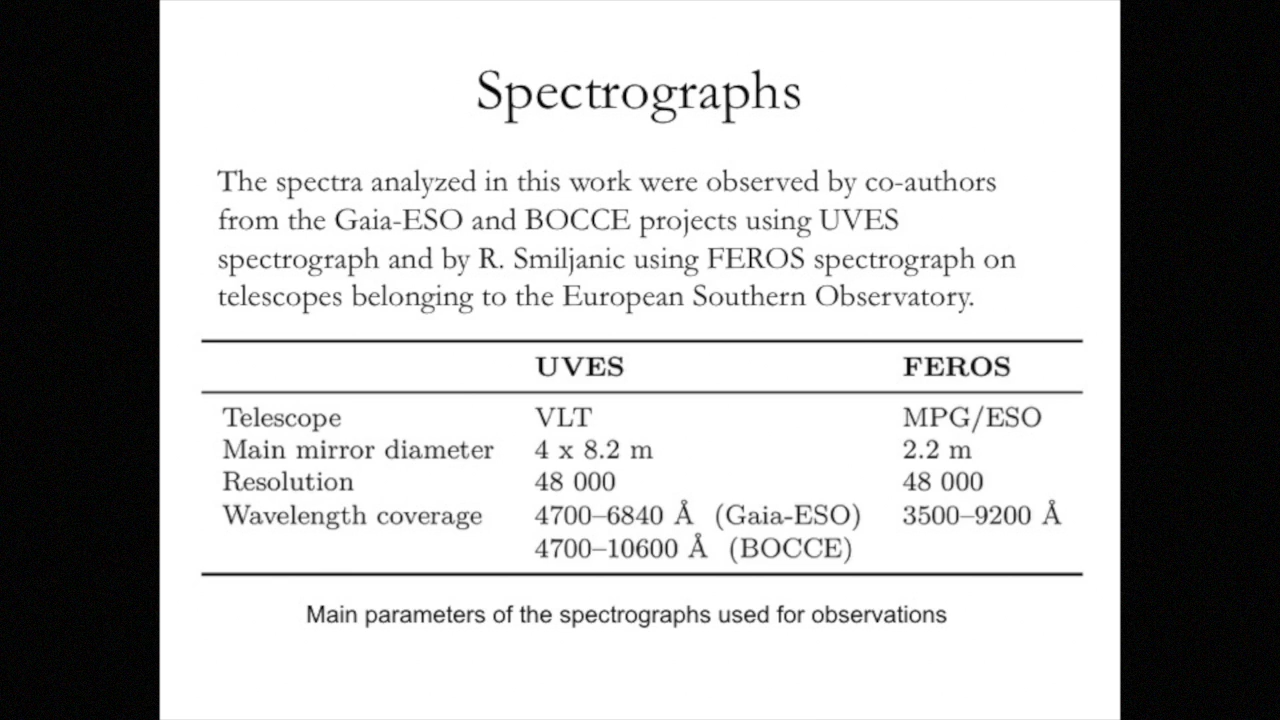 Spectrographs
The spectra analyzed in this work were observed by co-authors
from the Gaia-ESO and BOCCE projects using UVES
spectrograph and by R. Smiljanic using FEROS spectrograph on
telescopes belonging to the European Southern Observatory.
UVES FEROS
Telescope VLT MPG/ESO
Main mirror diameter 4 x 8.2 m 2.2 m
Resolution 48 000 48 000
Wavelength coverage 4700–6840 Å (Gaia-ESO) 3500–9200 Å
4700–10600 Å (BOCCE)
Main parameters of the spectrographs used for observations